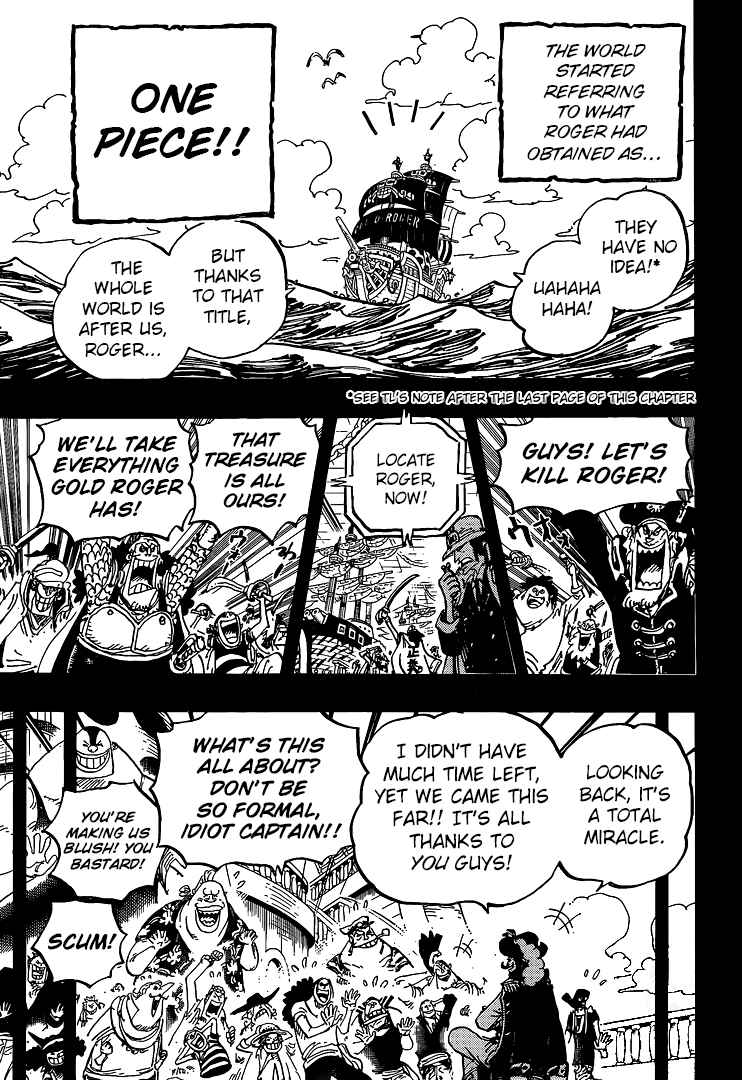 THE WORLD
STARTED
REFERRING
TO WHAT
ROGER HAD
OBTAINED AS...
ONE
PIECE!!
D ROGER
THEY
HAVE NO
IDEA!*
UAHAHA
HAHA!
BUT
THANKS
TO THAT
TITLE,
THE
WHOLE
WORLD IS
AFTER US,
ROGER...
*SEE TL'S NOTE AFTER THE LAST PAGE OF THIS CHAPTER
GUYS! LET'S
KILL ROGER!
LOCATE
ROGER,
NOW!
THAT
TREASURE
IS ALL
OURS!
WE'LL TAKE
EVERYTHING
GOLD ROGER
HAS!
LOOKING
BACK, IT'S
A TOTAL
MIRACLE.
I DIDN'T HAVE
MUCH TIME LEFT,
YET WE CAME THIS
FAR!! IT'S ALL
THANKS TO
YOU GUYS!
WHAT'S THIS
ALL ABOUT?
DON'T BE
SO FORMAL,
IDIOT CAPTAIN!!
YOU'RE
MAKING US
BLUSH! YOU
BASTARD!
SCUM!